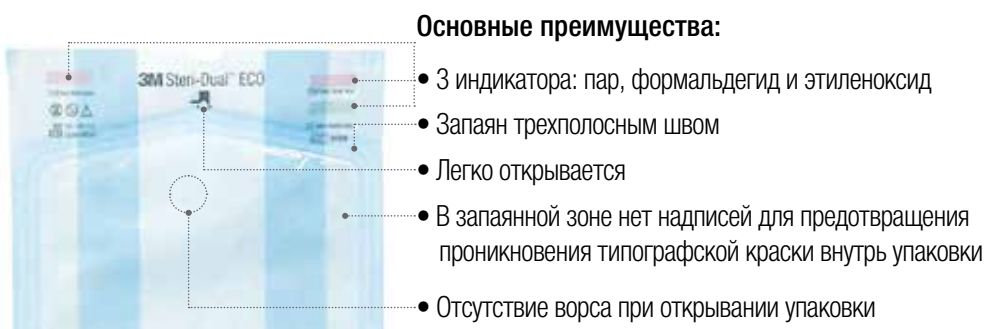 Основные преимущества:
3M Steri-Dual™ ECO
• 3 индикатора: пар, формальдегид и этиленоксид
• Запаян трехполосным швом
• Легко открывается
• В запаянной зоне нет надписей для предотвращения
проникновения типографской краски внутрь упаковки
• Отсутствие ворса при открывании упаковки